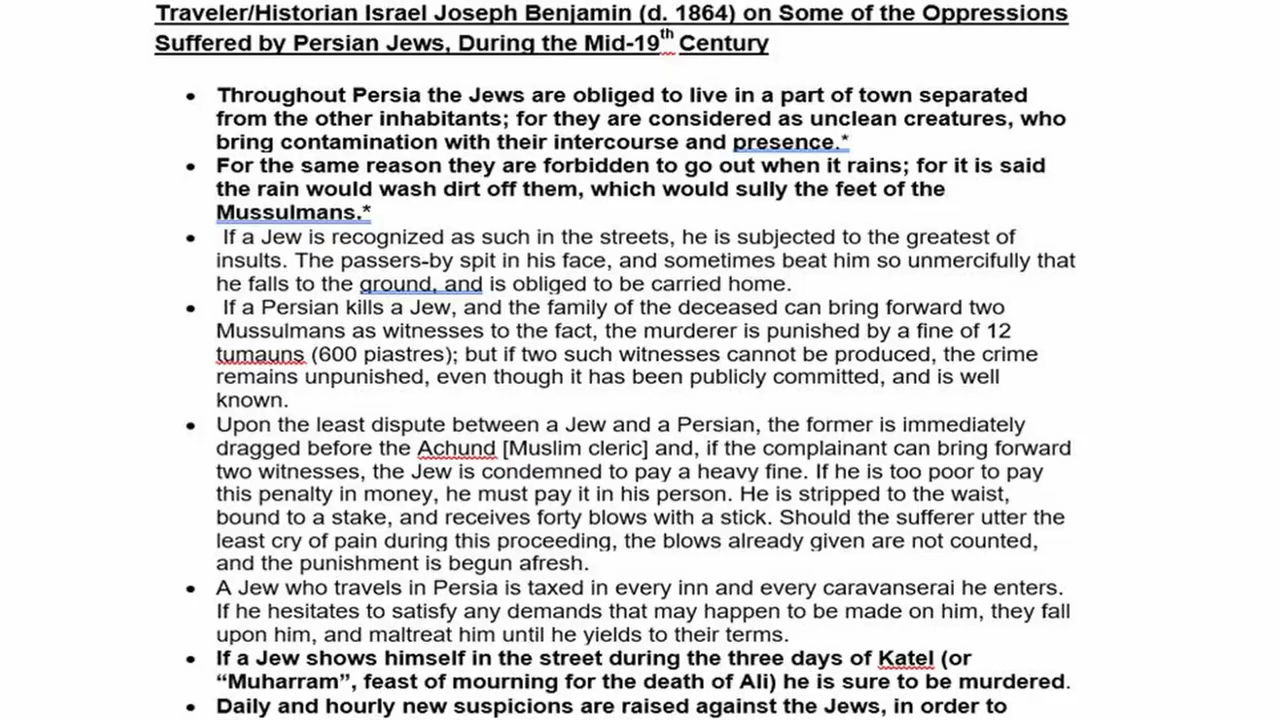 Traveler/Historian Israel Joseph Benjamin (d. 1864) on Some of the Oppressions
Suffered by Persian Jews, During the Mid-19th Century
• Throughout Persia the Jews are obliged to live in a part of town separated
from the other inhabitants; for they are considered as unclean creatures, who
bring contamination with their intercourse and presence.*
• For the same reason they are forbidden to go out when it rains; for it is said
the rain would wash dirt off them, which would sully the feet of the
Mussulmans.*
• If a Jew is recognized as such in the streets, he is subjected to the greatest of
insults. The passers-by spit in his face, and sometimes beat him so unmercifully that
he falls to the ground, and is obliged to be carried home.
• If a Persian kills a Jew, and the family of the deceased can bring forward two
Mussulmans as witnesses to the fact, the murderer is punished by a fine of 12
tumauns (600 piastres); but if two such witnesses cannot be produced, the crime
remains unpunished, even though it has been publicly committed, and is well
known.
• Upon the least dispute between a Jew and a Persian, the former is immediately
dragged before the Achund [Muslim cleric] and, if the complainant can bring forward
two witnesses, the Jew is condemned to pay a heavy fine. If he is too poor to pay
this penalty in money, he must pay it in his person. He is stripped to the waist,
bound to a stake, and receives forty blows with a stick. Should the sufferer utter the
least cry of pain during this proceeding, the blows already given are not counted,
and the punishment is begun afresh.
• A Jew who travels in Persia is taxed in every inn and every caravanserai he enters.
If he hesitates to satisfy any demands that may happen to be made on him, they fall
upon him, and maltreat him until he yields to their terms.
• If a Jew shows himself in the street during the three days of Katel (or
“Muharram”, feast of mourning for the death of Ali) he is sure to be murdered.
• Daily and hourly new suspicions are raised against the Jews, in order to